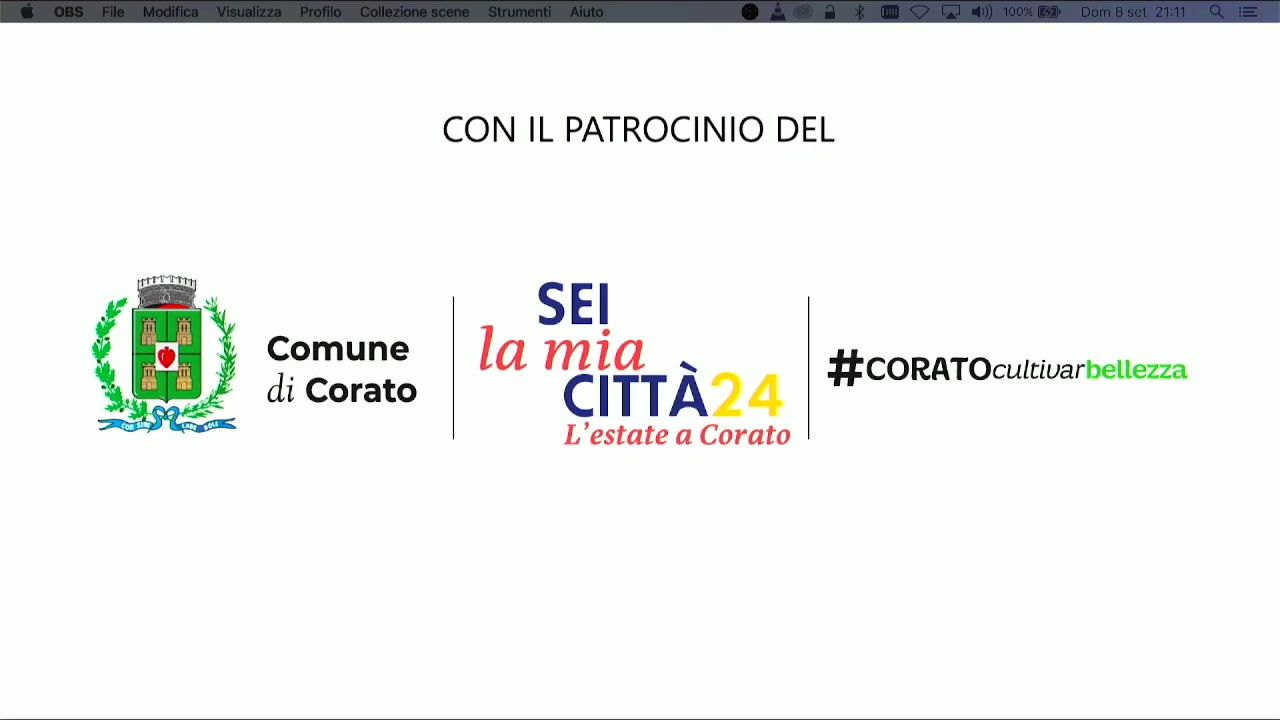 OBS File Modifica Visualizza Profilo Collezione scene Strumenti Aiuto 100% Dom 8 set 21:11
CON IL PATROCINIO DEL
Comune
di Corato
SEI
la mia
CITTÀ24
L'estate a Corato
#CORATOcultivarbellezza